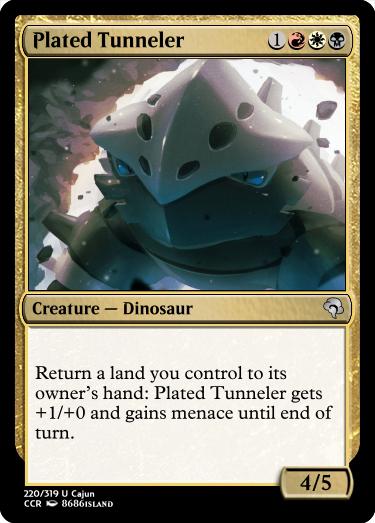 Plated Tunneler 1
Creature — Dinosaur
Return a land you control to its
owner's hand: Plated Tunneler gets
+1/+0 and gains menace until end of
turn.
4/5
220/319 U Cajun
CCR 8686ISLAND